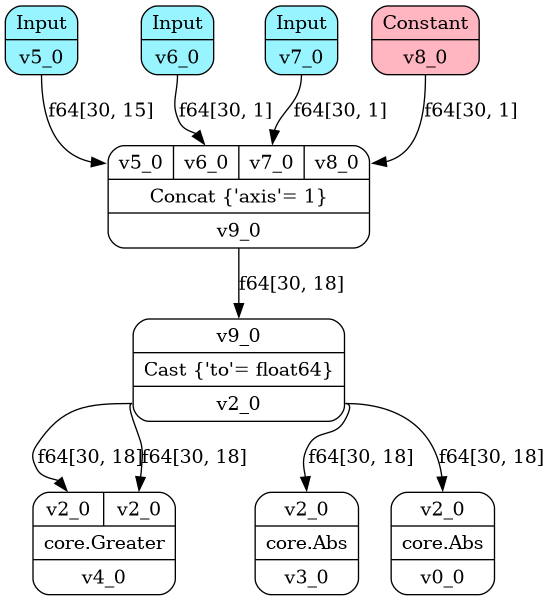 Input
v5_0
Input
v6_0
Input
v7_0
Constant
v8_0
f64[30, 15]
f64[30, 1]
f64[30, 1]
f64[30, 1]
v5_0 v6_0 v7_0 v8_0
Concat {'axis'= 1}
v9_0
f64[30, 18]
v9_0
Cast {'to'= float64}
v2_0
f64[30, 18]
f64[30, 18]
f64[30, 18]
f64[30, 18]
v2_0 v2_0
core.Greater
v4_0
v2_0
core.Abs
v3_0
v2_0
core.Abs
v0_0